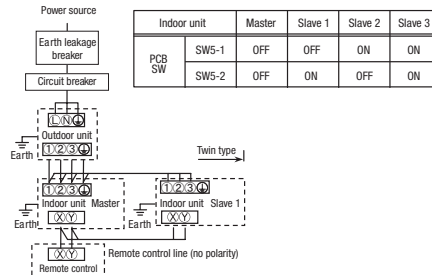 Power source
Earth leakage
breaker
Circuit breaker
L N ⏚
Outdoor unit
Earth
1 2 3 ⏚
Twin type
1 2 3 ⏚
Indoor unit Master
X Y
Earth
1 2 3 ⏚
Indoor unit Slave 1
X Y
Earth
Remote control line (no polarity)
X Y
Remote control
Indoor unit Master Slave 1 Slave 2 Slave 3
PCB
SW
SW5-1 OFF OFF ON ON
SW5-2 OFF ON OFF ON